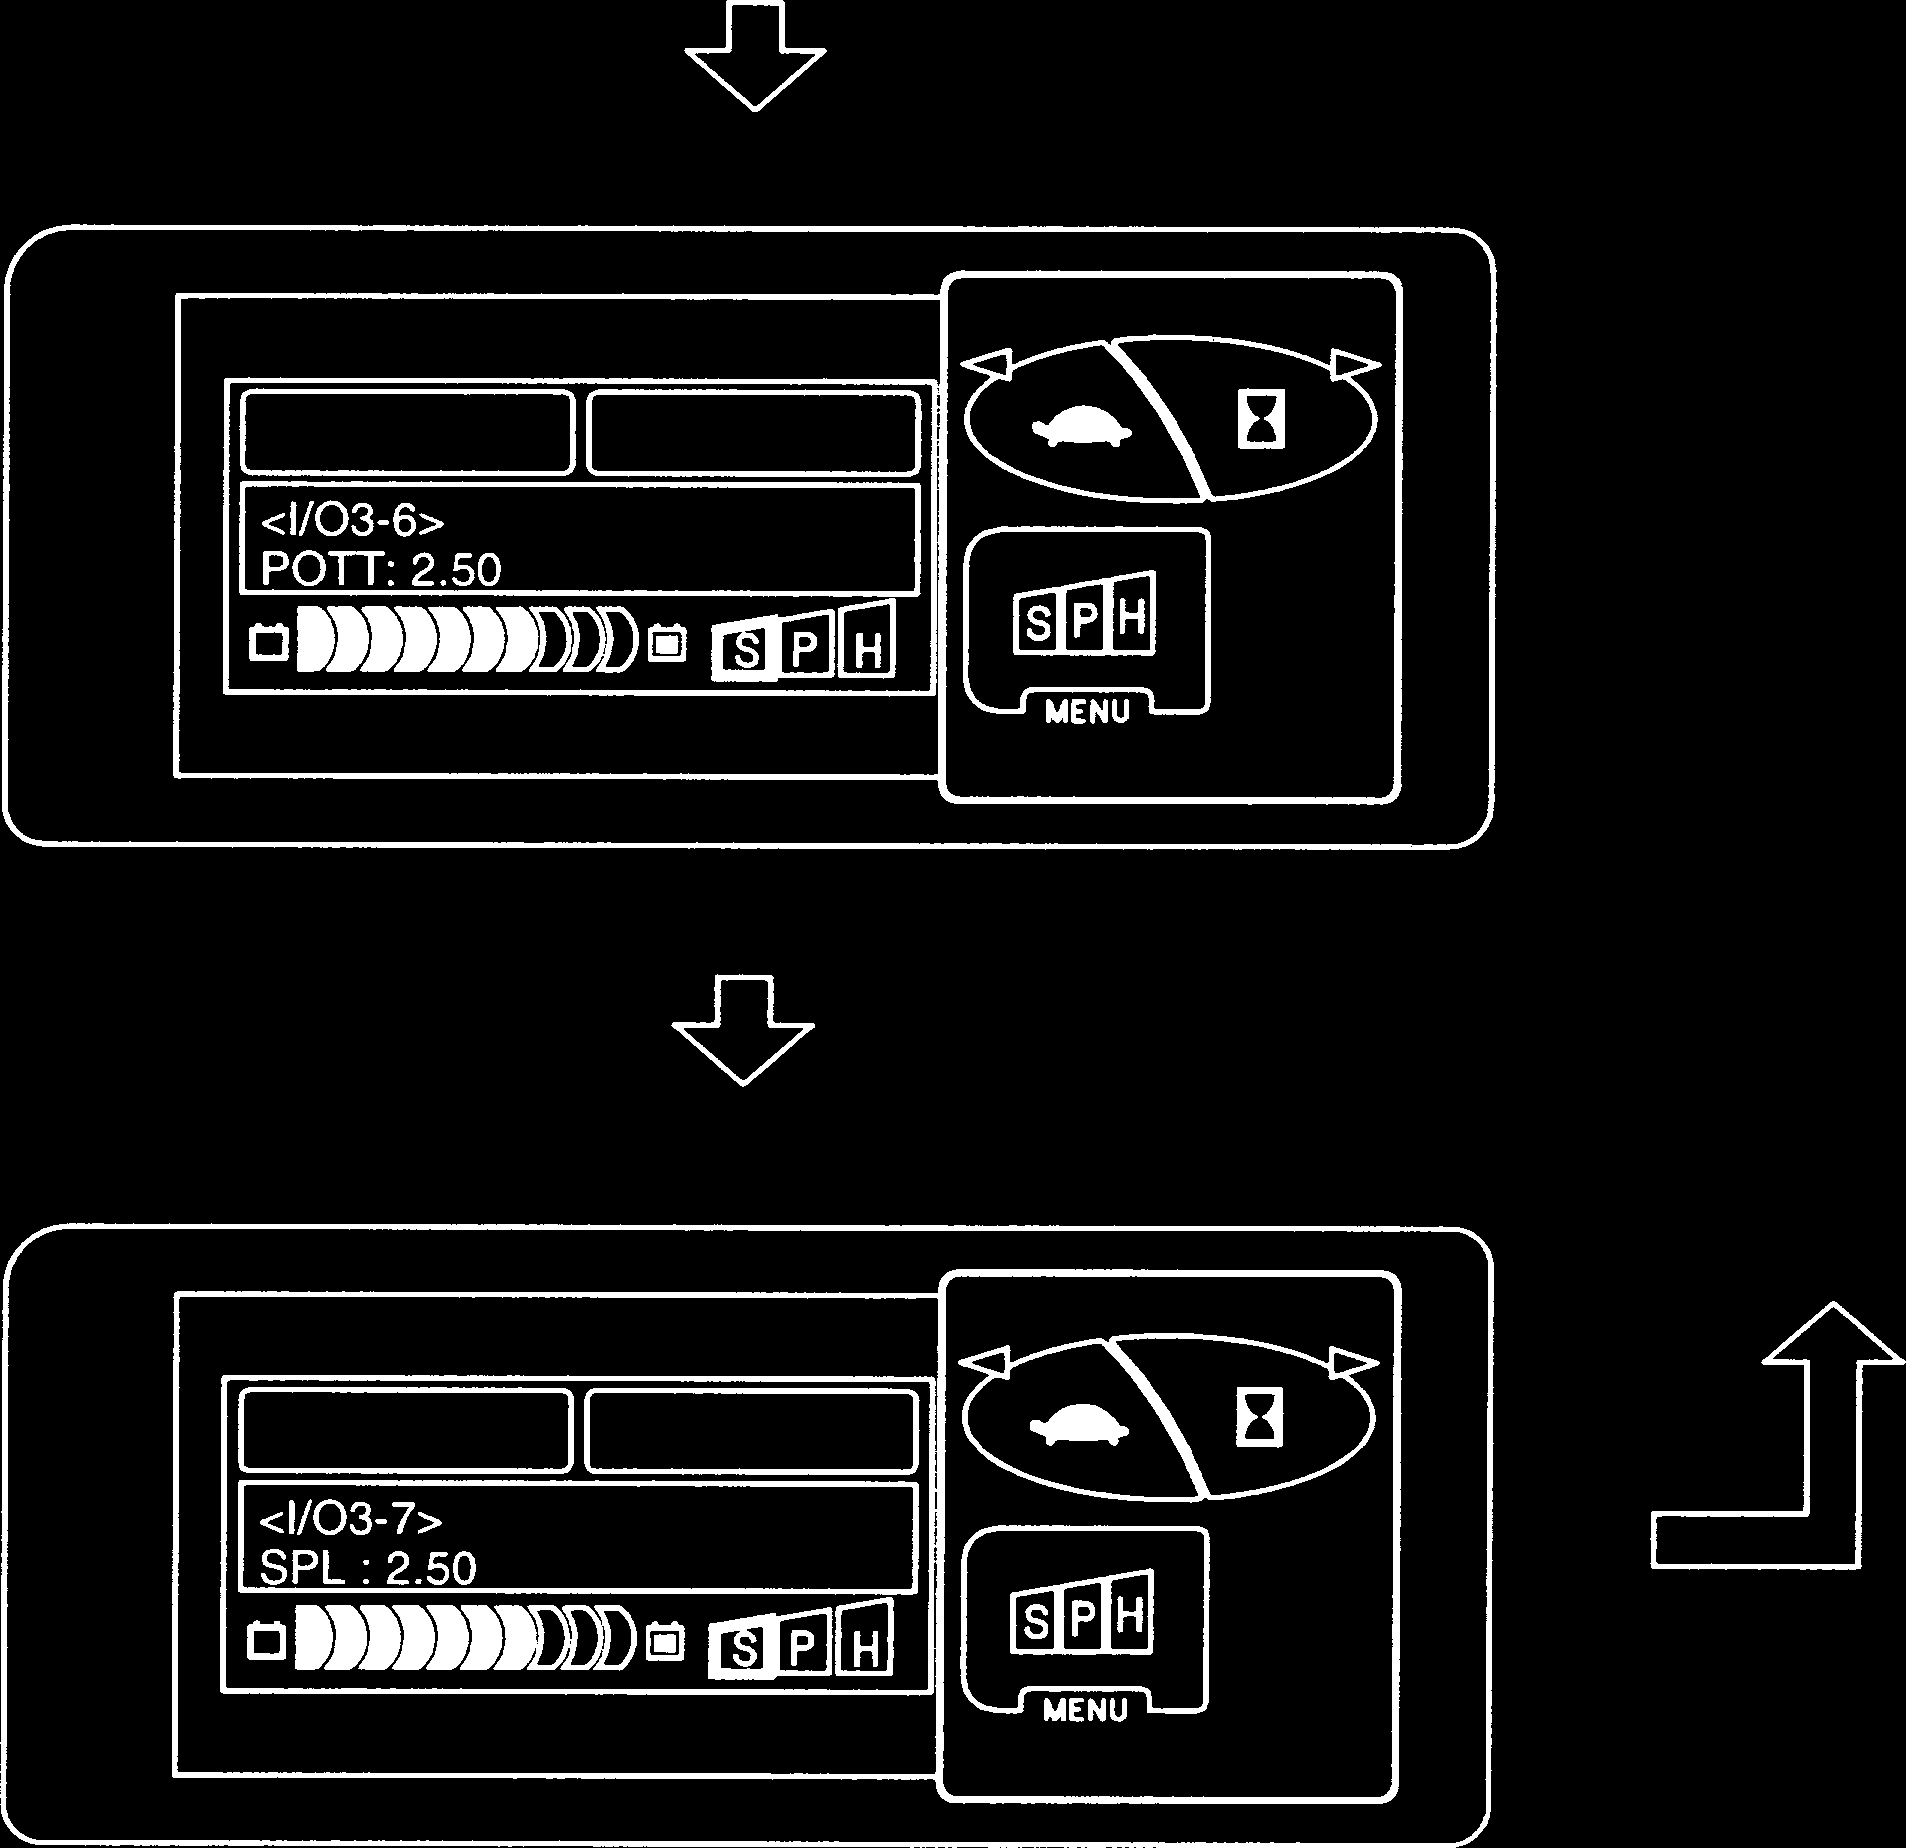 <I/O3-6>
POTT: 2.50
S P H
S P H
MENU
<I/O3-7>
SPL : 2.50
S P H
S P H
MENU